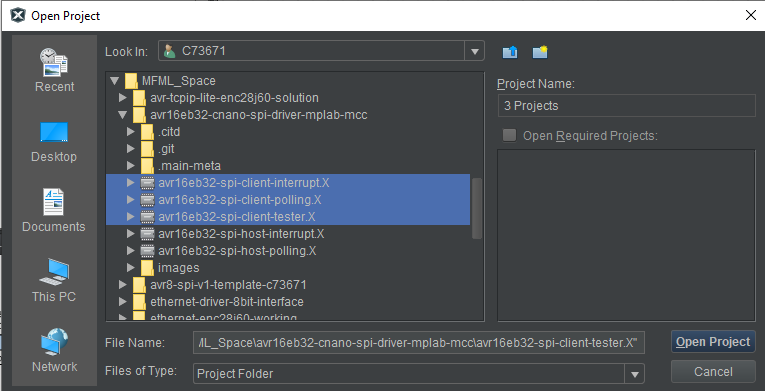 Open Project
Look In: C73671
Recent
Desktop
Documents
This PC
Network
MFML_Space
avr-tcpip-lite-enc28j60-solution
avr16eb32-cnano-spi-driver-mplab-mcc
.citd
.git
.main-meta
avr16eb32-spi-client-interrupt.X
avr16eb32-spi-client-polling.X
avr16eb32-spi-client-tester.X
avr16eb32-spi-host-interrupt.X
avr16eb32-spi-host-polling.X
images
avr8-spi-v1-template-c73671
ethernet-driver-8bit-interface
ethernet-enc28j60-working
Project Name:
3 Projects
Open Required Projects:
File Name: /IL_Space\avr16eb32-cnano-spi-driver-mplab-mcc\avr16eb32-spi-client-tester.X"
Open Project
Files of Type: Project Folder
Cancel